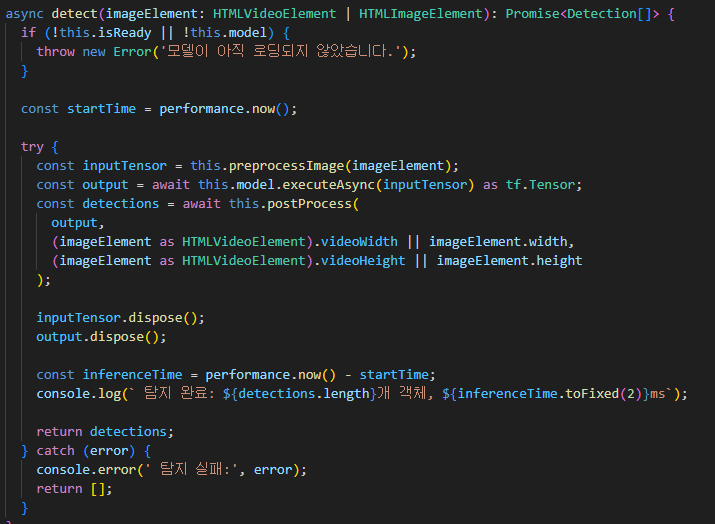 async detect(imageElement: HTMLVideoElement | HTMLImageElement): Promise<Detection[]> {
if (!this.isReady || !this.model) {
throw new Error('모델이 아직 로딩되지 않았습니다.');
}
const startTime = performance.now();
try {
const inputTensor = this.preprocessImage(imageElement);
const output = await this.model.executeAsync(inputTensor) as tf.Tensor;
const detections = await this.postProcess(
output,
(imageElement as HTMLVideoElement).videoWidth || imageElement.width,
(imageElement as HTMLVideoElement).videoHeight || imageElement.height
);
inputTensor.dispose();
output.dispose();
const inferenceTime = performance.now() - startTime;
console.log(` 탐지 완료: ${detections.length}개 객체, ${inferenceTime.toFixed(2)}ms`);
return detections;
} catch (error) {
console.error(' 탐지 실패:', error);
return [];
}